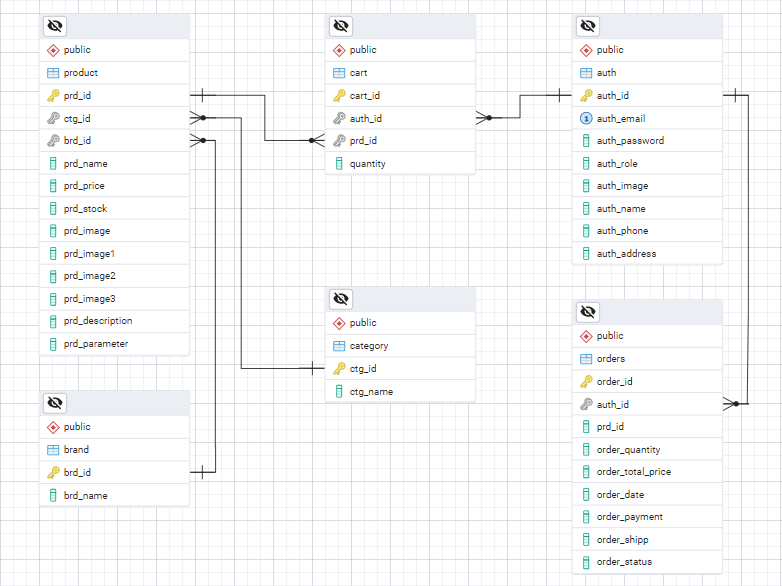 public
product
prd_id
ctg_id
brd_id
prd_name
prd_price
prd_stock
prd_image
prd_image1
prd_image2
prd_image3
prd_description
prd_parameter
public
brand
brd_id
brd_name
public
cart
cart_id
auth_id
prd_id
quantity
public
category
ctg_id
ctg_name
public
auth
auth_id
auth_email
auth_password
auth_role
auth_image
auth_name
auth_phone
auth_address
public
orders
order_id
auth_id
prd_id
order_quantity
order_total_price
order_date
order_payment
order_shipp
order_status